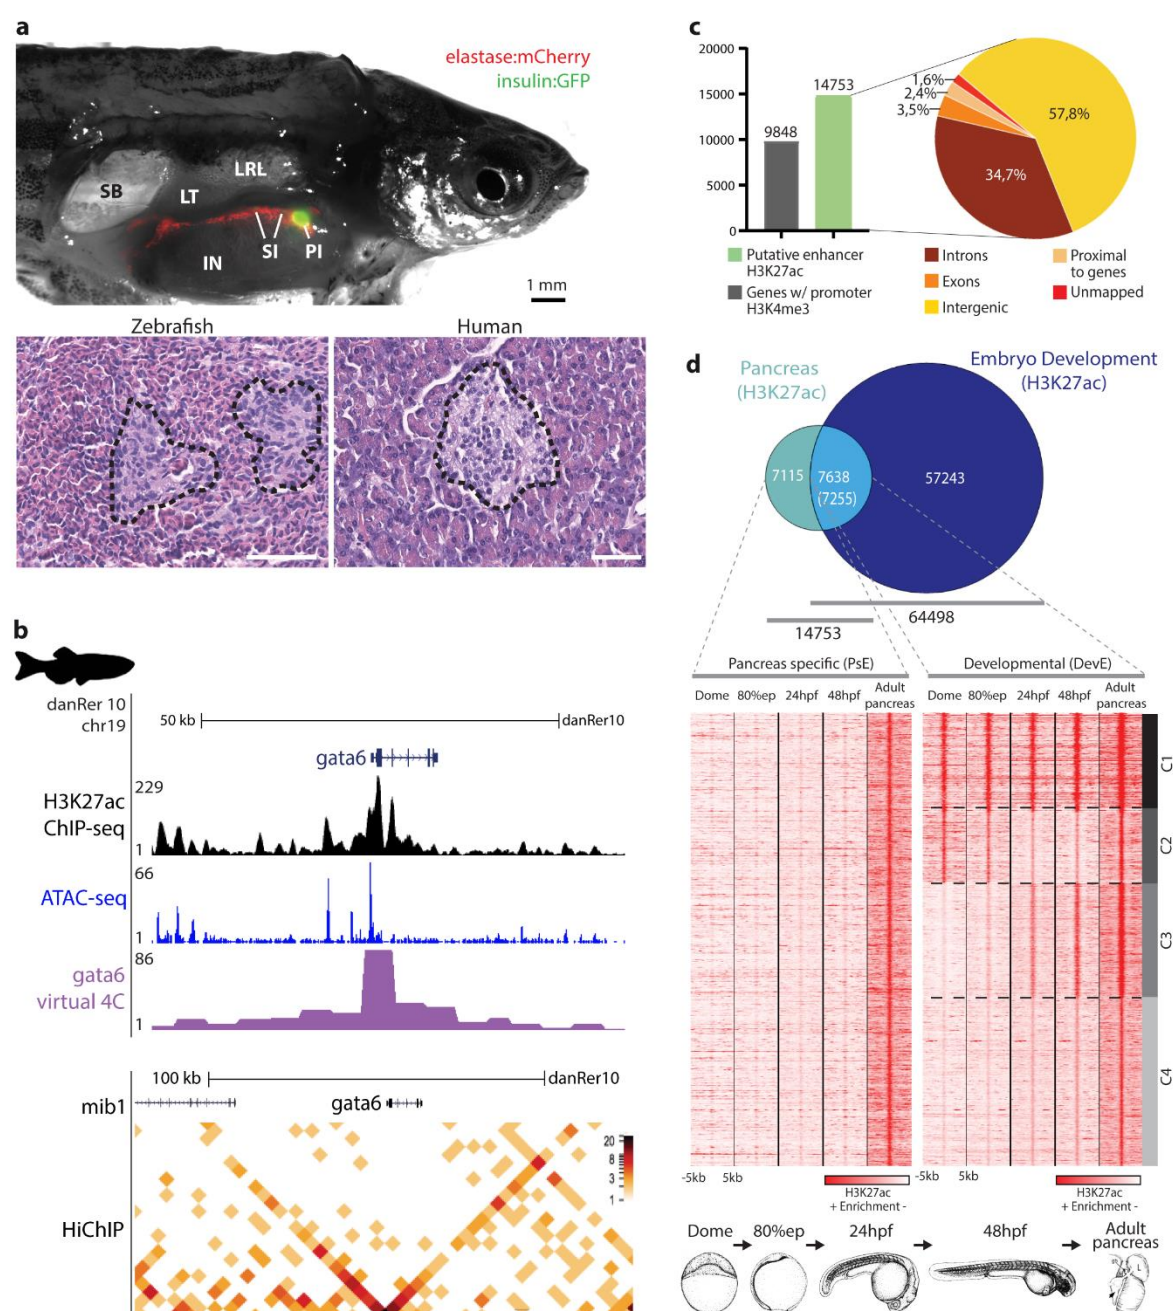 a
elastase:mCherry
insulin:GFP
SB
LRL
LT
SI
PI
IN
1 mm
Zebrafish
Human
b
danRer 10
chr19
50 kb
danRer10
gata6
H3K27ac
ChIP-seq
229
1
ATAC-seq
66
1
gata6
virtual 4C
86
1
100 kb
danRer10
mib1
gata6
HiChIP
20
8
3
1
c
20000
15000
10000
5000
0
9848
14753
1,6%
2,4%
3,5%
57,8%
34,7%
Putative enhancer
H3K27ac
Genes w/ promoter
H3K4me3
Introns
Exons
Intergenic
Proximal
to genes
Unmapped
d
Pancreas
(H3K27ac)
Embryo Development
(H3K27ac)
7115
7638
(7255)
57243
64498
14753
Pancreas specific (PsE)
Developmental (DevE)
Dome 80%ep 24hpf 48hpf Adult
pancreas
Dome 80%ep 24hpf 48hpf Adult
pancreas
C1
C2
C3
C4
-5kb 5kb
H3K27ac
+ Enrichment -
-5kb 5kb
H3K27ac
+ Enrichment -
Dome 80%ep 24hpf 48hpf Adult
pancreas